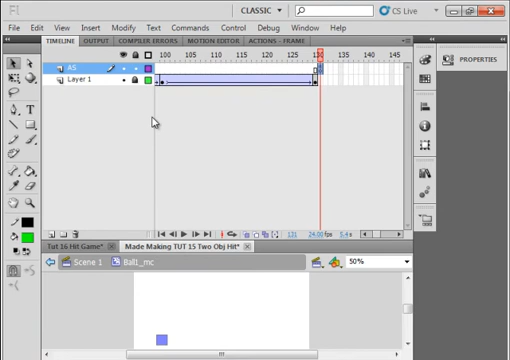 Fl
CLASSIC
CS Live
File Edit View Insert Modify Text Commands Control Debug Window Help
TIMELINE OUTPUT COMPILER ERRORS MOTION EDITOR ACTIONS - FRAME
PROPERTIES
95 100 105 110 115 120 125 130 135 140 145
AS
Layer 1
131 24.00 fps 5.4 s
Tut 16 Hit Game* Made Making TUT 15 Two Obj Hit*
Scene 1 Ball1_mc 50%